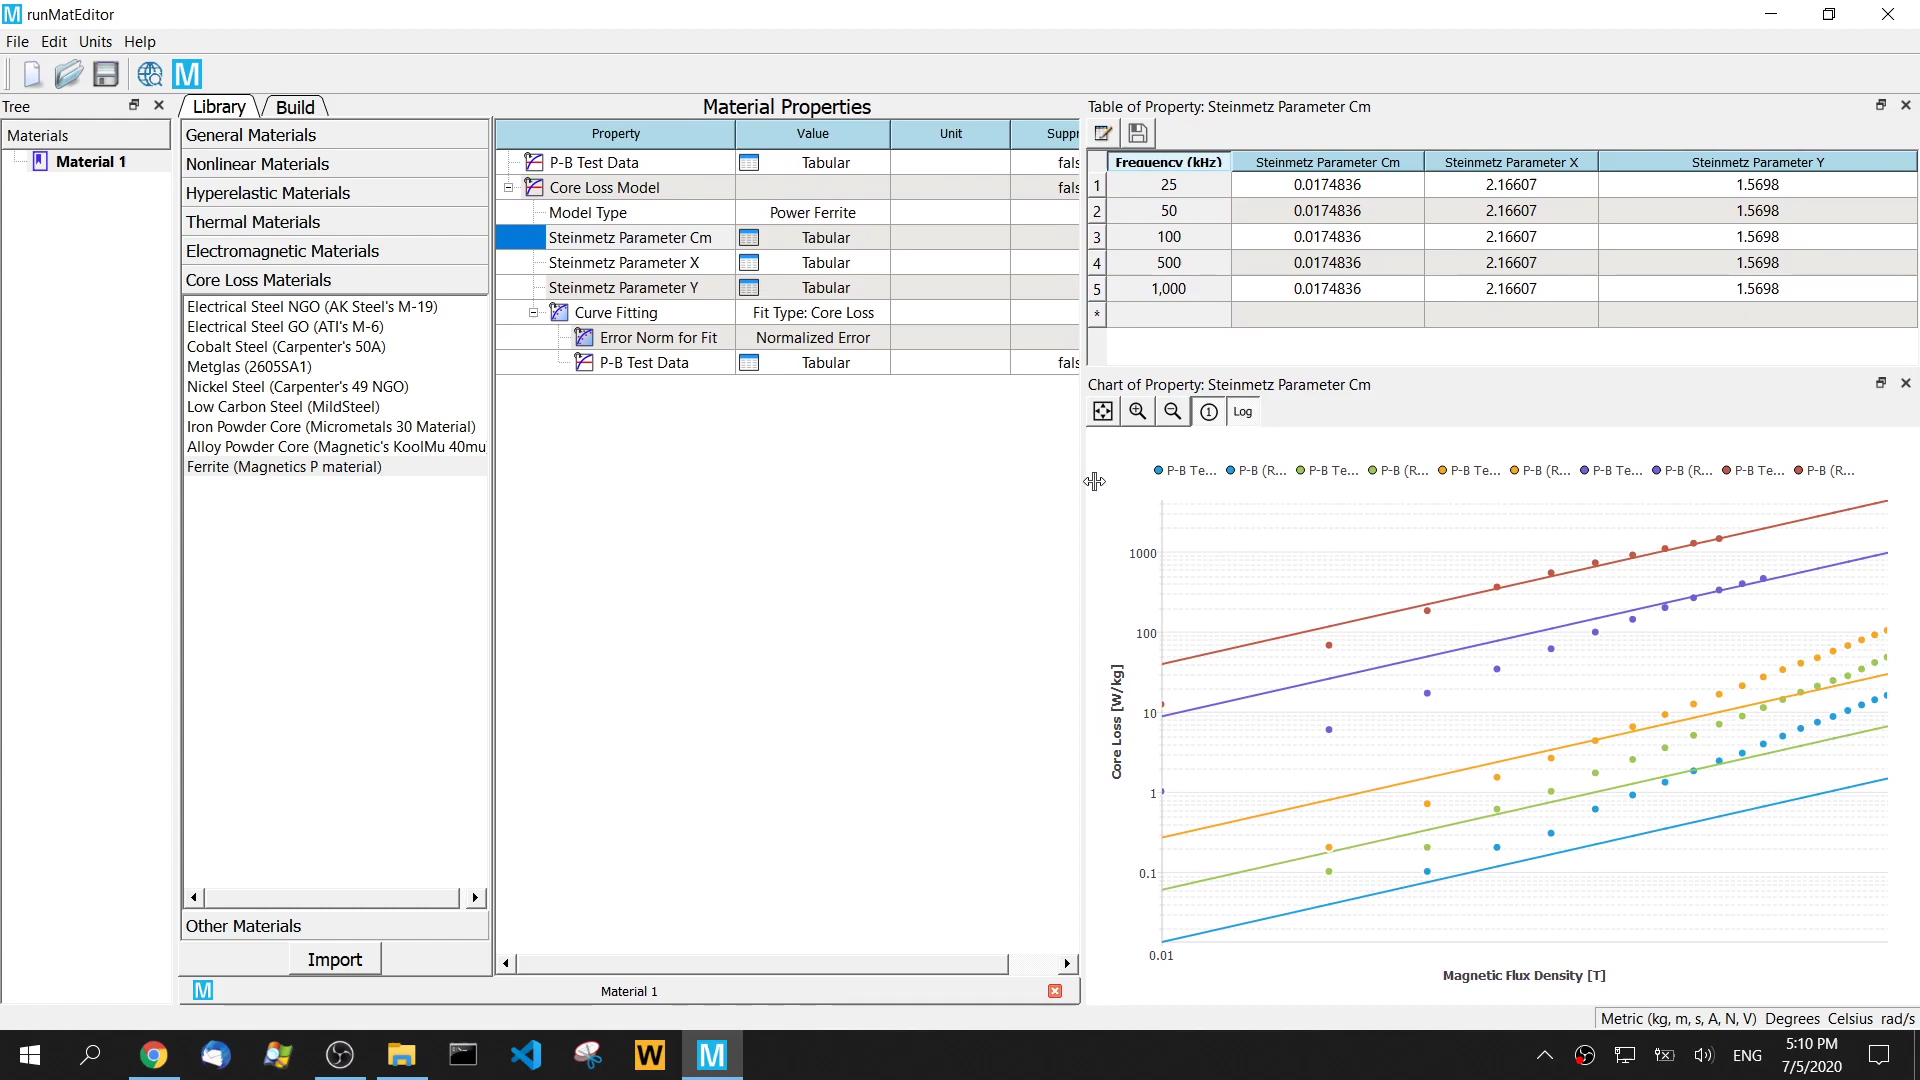 M runMatEditor
File Edit Units Help
M
Tree
Library Build
Material Properties
Table of Property: Steinmetz Parameter Cm
Materials
Material 1
General Materials
Nonlinear Materials
Hyperelastic Materials
Thermal Materials
Electromagnetic Materials
Core Loss Materials
Electrical Steel NGO (AK Steel's M-19)
Electrical Steel GO (ATI's M-6)
Cobalt Steel (Carpenter's 50A)
Metglas (2605SA1)
Nickel Steel (Carpenter's 49 NGO)
Low Carbon Steel (MildSteel)
Iron Powder Core (Micrometals 30 Material)
Alloy Powder Core (Magnetic's KoolMu 40mu
Ferrite (Magnetics P material)
Other Materials
Import
Property Value Unit Suppr
P-B Test Data Tabular fals
Core Loss Model fals
Model Type Power Ferrite
Steinmetz Parameter Cm Tabular
Steinmetz Parameter X Tabular
Steinmetz Parameter Y Tabular
Curve Fitting Fit Type: Core Loss
Error Norm for Fit Normalized Error
P-B Test Data Tabular fals
M Material 1
Frequency (kHz) Steinmetz Parameter Cm Steinmetz Parameter X Steinmetz Parameter Y
1 25 0.0174836 2.16607 1.5698
2 50 0.0174836 2.16607 1.5698
3 100 0.0174836 2.16607 1.5698
4 500 0.0174836 2.16607 1.5698
5 1,000 0.0174836 2.16607 1.5698
*
Chart of Property: Steinmetz Parameter Cm
1 Log
P-B Te... P-B (R... P-B Te... P-B (R... P-B Te... P-B (R... P-B Te... P-B (R... P-B Te... P-B (R...
1000
100
10
1
0.1
Core Loss [W/kg]
0.01
Magnetic Flux Density [T]
Metric (kg, m, s, A, N, V) Degrees Celsius rad/s
W M
ENG
5:10 PM
7/5/2020